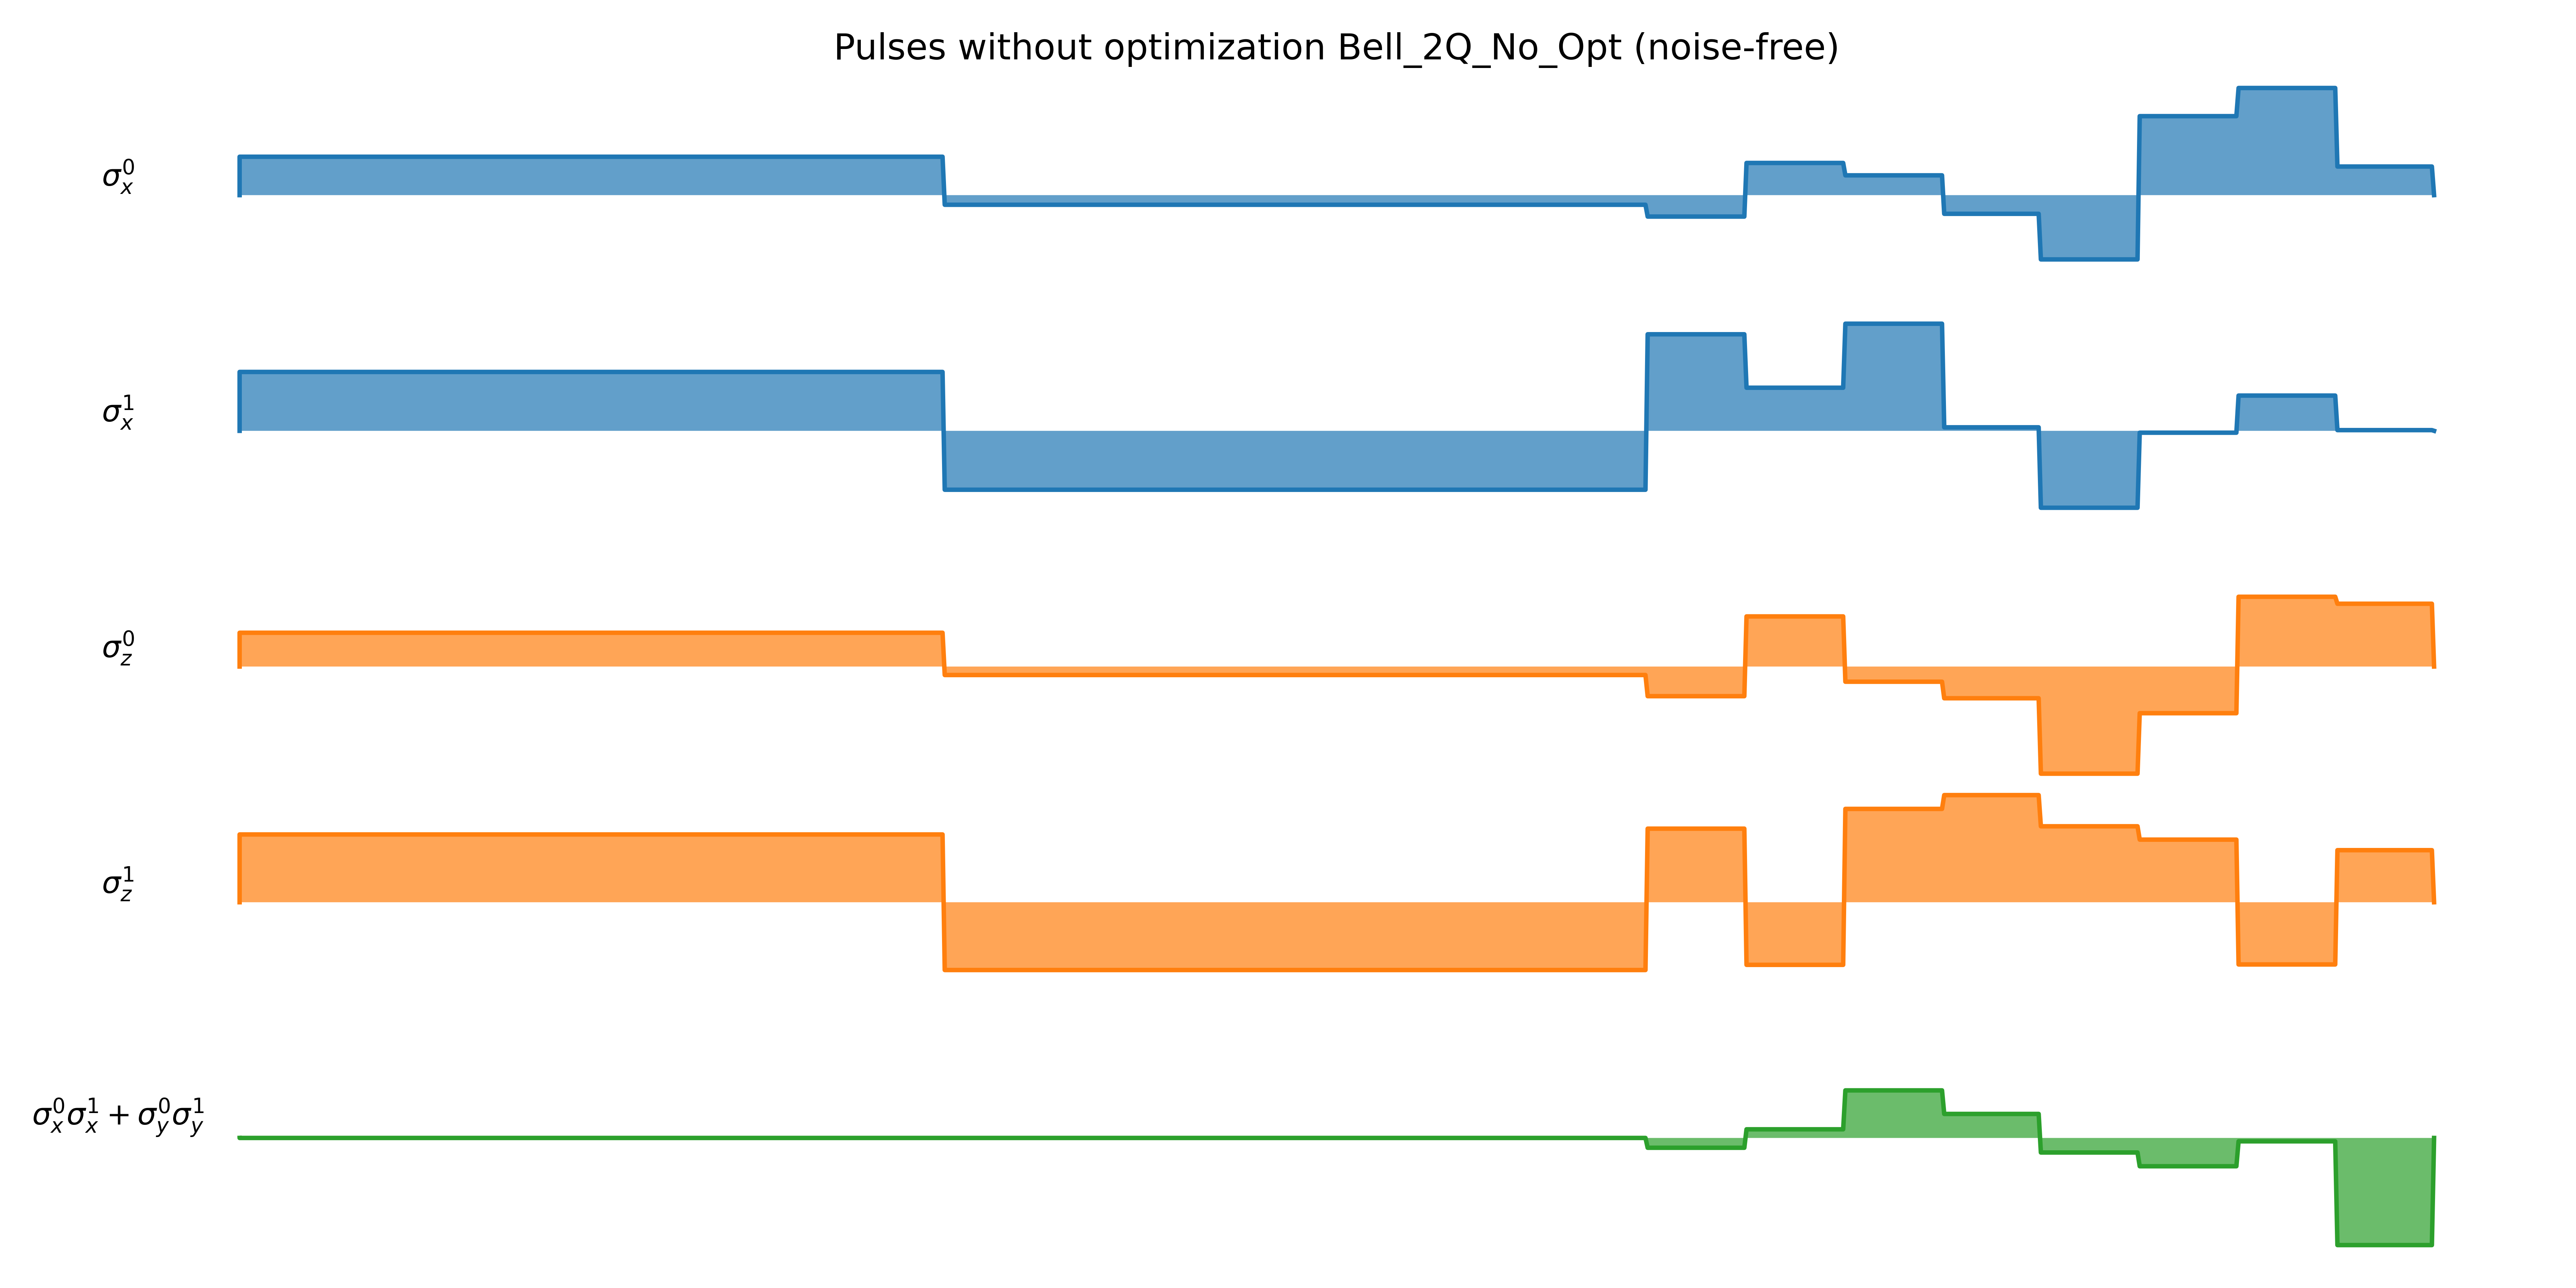 Pulses without optimization Bell_2Q_No_Opt (noise-free)
σ_x^0
σ_x^1
σ_z^0
σ_z^1
σ_x^0σ_x^1 + σ_y^0σ_y^1